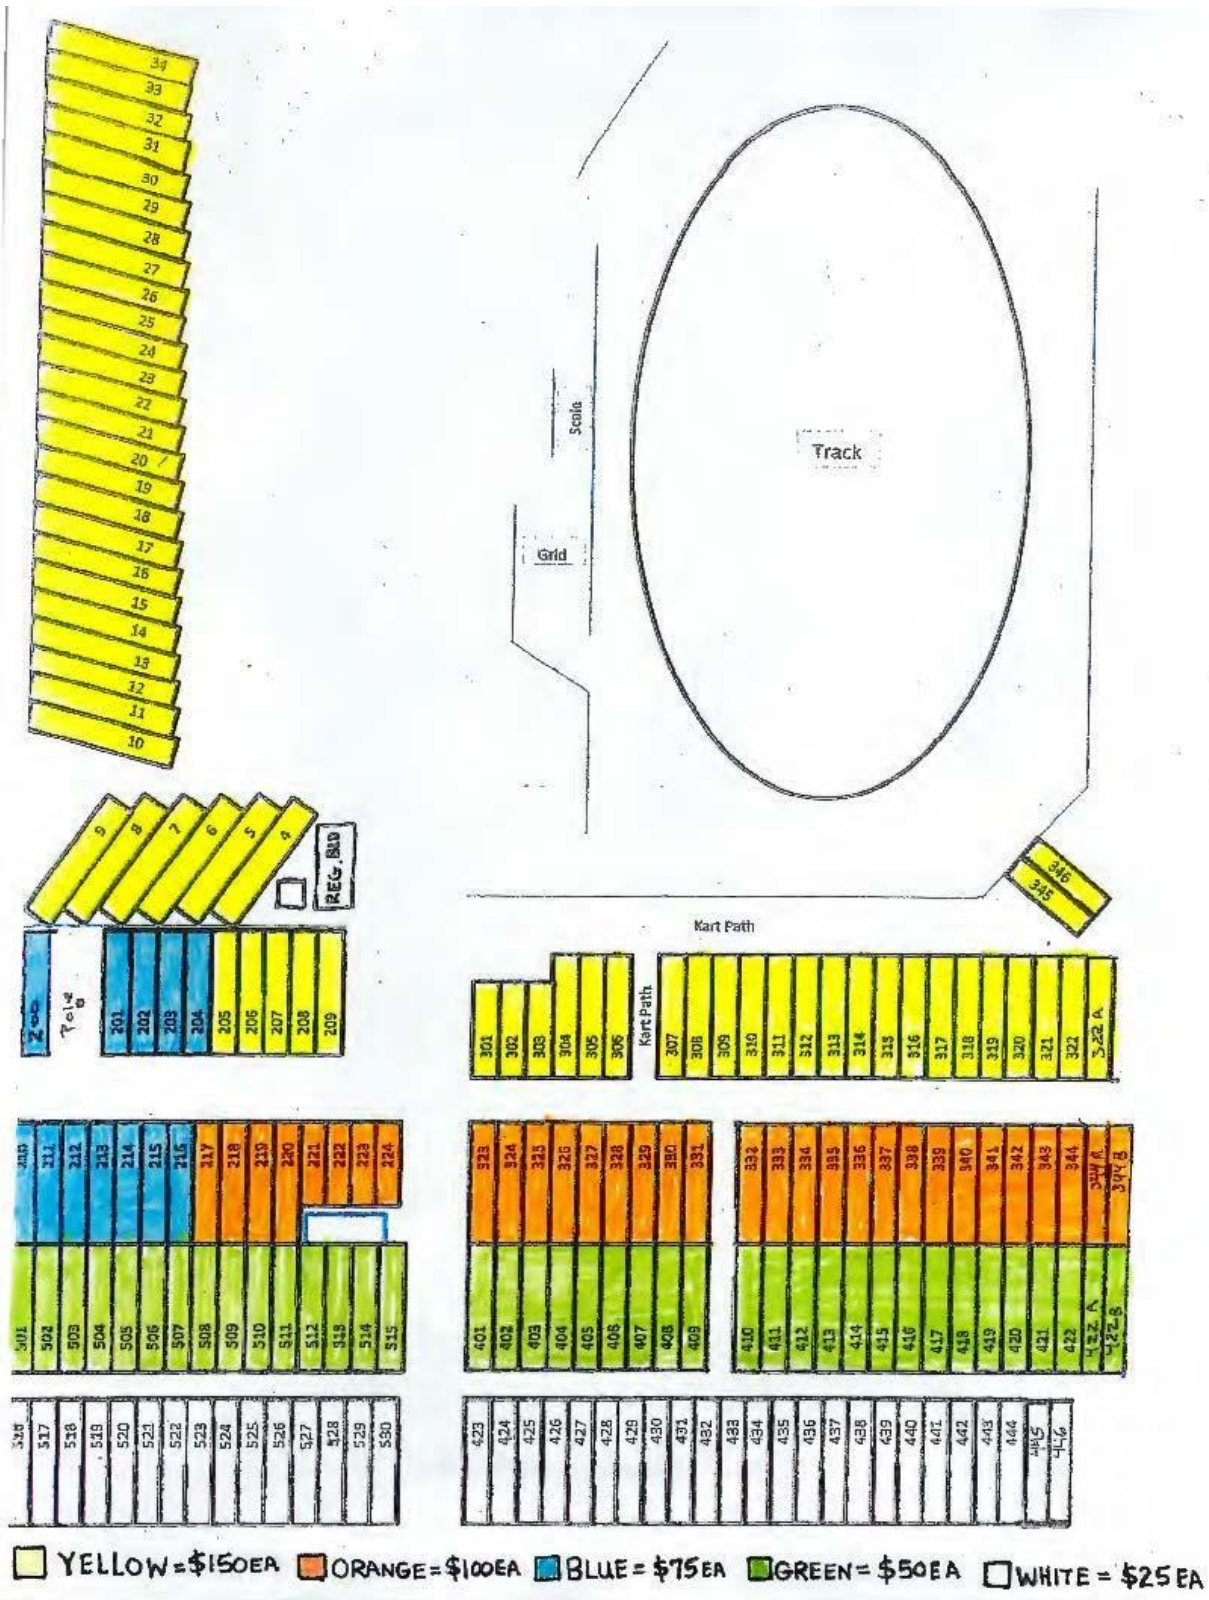 34
33
32
31
30
29
28
27
26
25
24
23
22
21
20
19
18
17
16
15
14
13
12
11
10
Scale
Track
Grid
9 8 7 6 5 4
REG. BLD
346
345
Kart Path
200 Pole 201 202 203 204 205 206 207 208 209
301 302 303 304 305 306 Kart Path 307 308 309 310 311 312 313 314 315 316 317 318 319 320 321 322 322 A
210 211 212 213 214 215 216 217 218 219 220 221 222 223 224
323 324 325 326 327 328 329 330 331 332 333 334 335 336 337 338 339 340 341 342 343 344 344 A 344 B
501 502 503 504 505 506 507 508 509 510 511 512 513 514 515
401 402 403 404 405 406 407 408 409 410 411 412 413 414 415 416 417 418 419 420 421 422 422 A 422 B
516 517 518 519 520 521 522 523 524 525 526 527 528 529 530
423 424 425 426 427 428 429 430 431 432 433 434 435 436 437 438 439 440 441 442 443 444 445 446
YELLOW=$150EA ORANGE=$100EA BLUE=$75EA GREEN=$50EA WHITE=$25EA